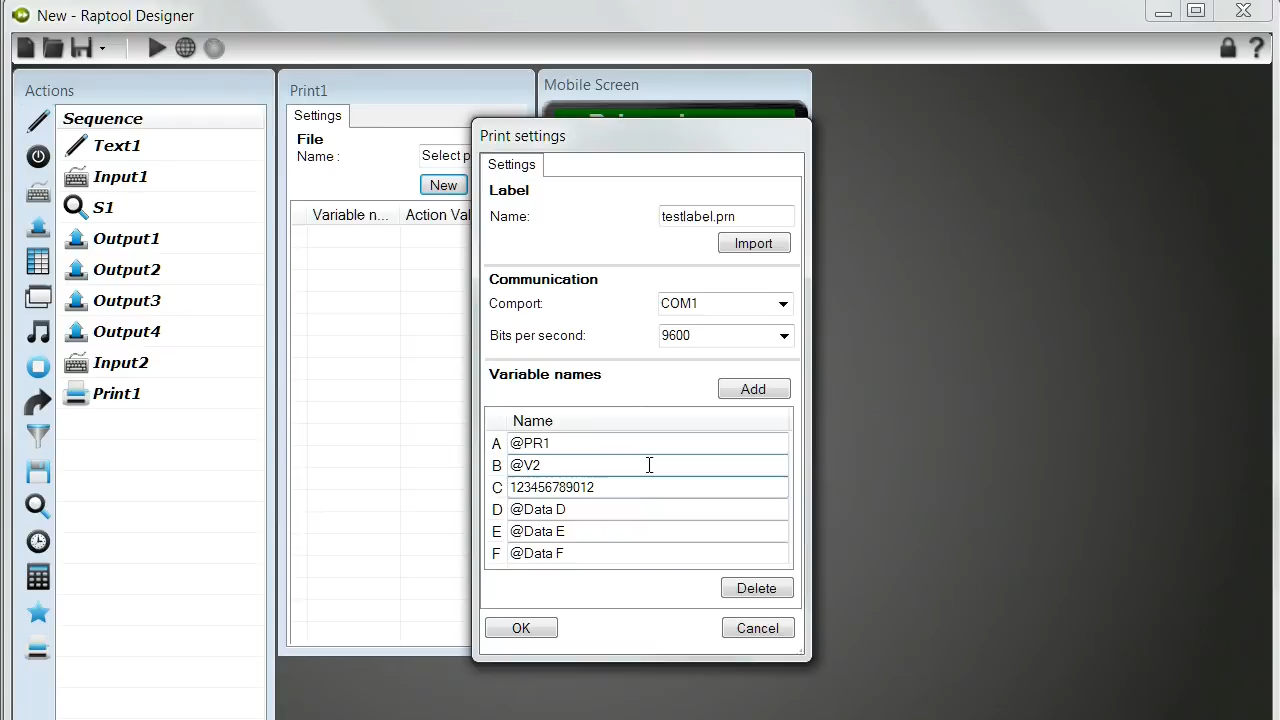 New - Raptool Designer
Actions
Sequence
Text1
Input1
S1
Output1
Output2
Output3
Output4
Input2
Print1
Print1
Settings
File
Name :
Select p
New
Variable n...
Action Val
Mobile Screen
Print settings
Settings
Label
Name:
testlabel.prn
Import
Communication
Comport:
COM1
Bits per second:
9600
Variable names
Add
Name
A @PR1
B @V2
C 123456789012
D @Data D
E @Data E
F @Data F
Delete
OK
Cancel